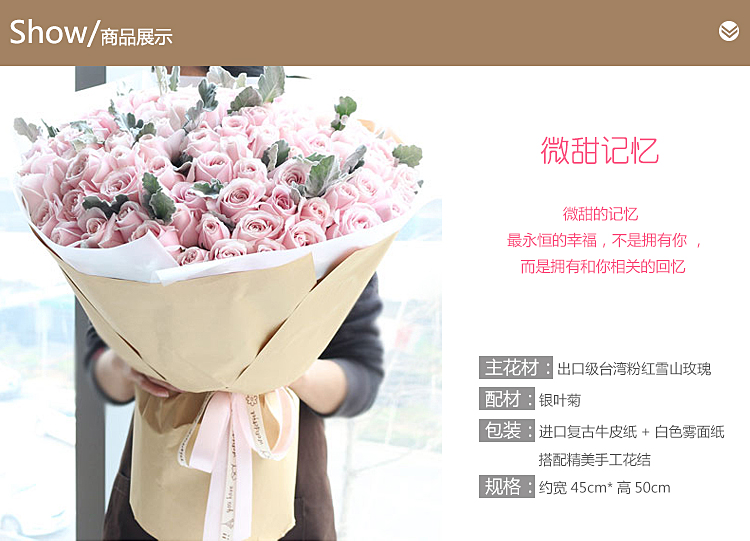 Show/商品展示
微甜记忆
微甜的记忆
最永恒的幸福，不是拥有你，
而是拥有和你相关的回忆
主花材：出口级台湾粉红雪山玫瑰
配材：银叶菊
包装：进口复古牛皮纸 + 白色雾面纸
搭配精美手工花结
规格：约宽 45cm* 高 50cm